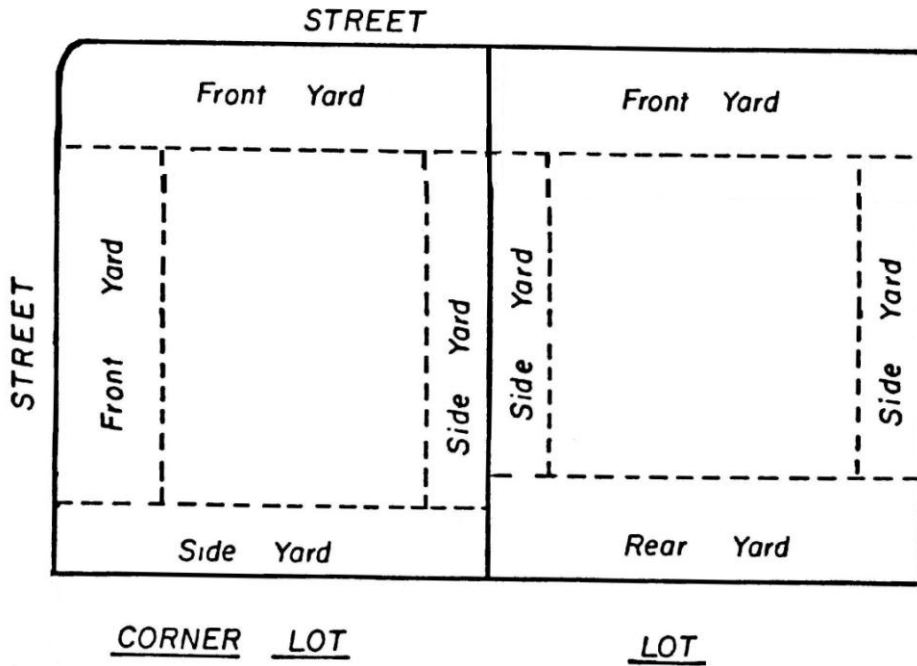 STREET
Front Yard
Front Yard
STREET
Front Yard
Side Yard
Side Yard
Side Yard
Side Yard
Rear Yard
CORNER LOT
LOT